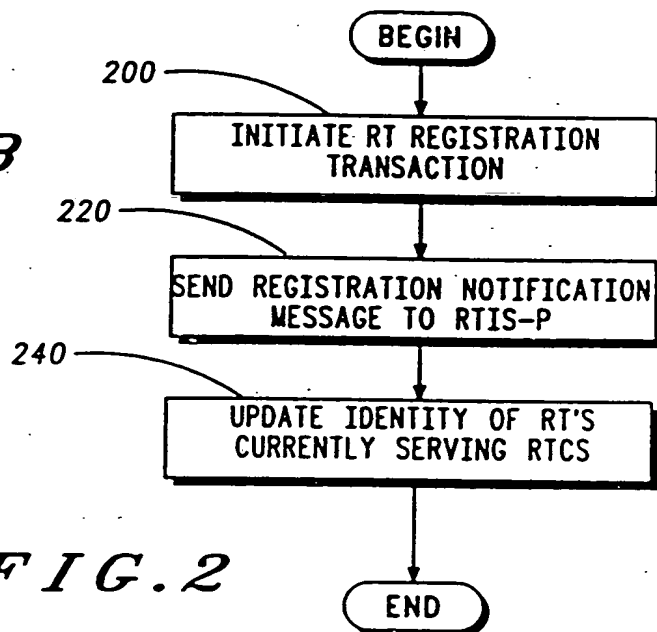 BEGIN
200
INITIATE RT REGISTRATION
TRANSACTION
220
SEND REGISTRATION NOTIFICATION
MESSAGE TO RTIS-P
240
UPDATE IDENTITY OF RT'S
CURRENTLY SERVING RTCS
FIG.2
END